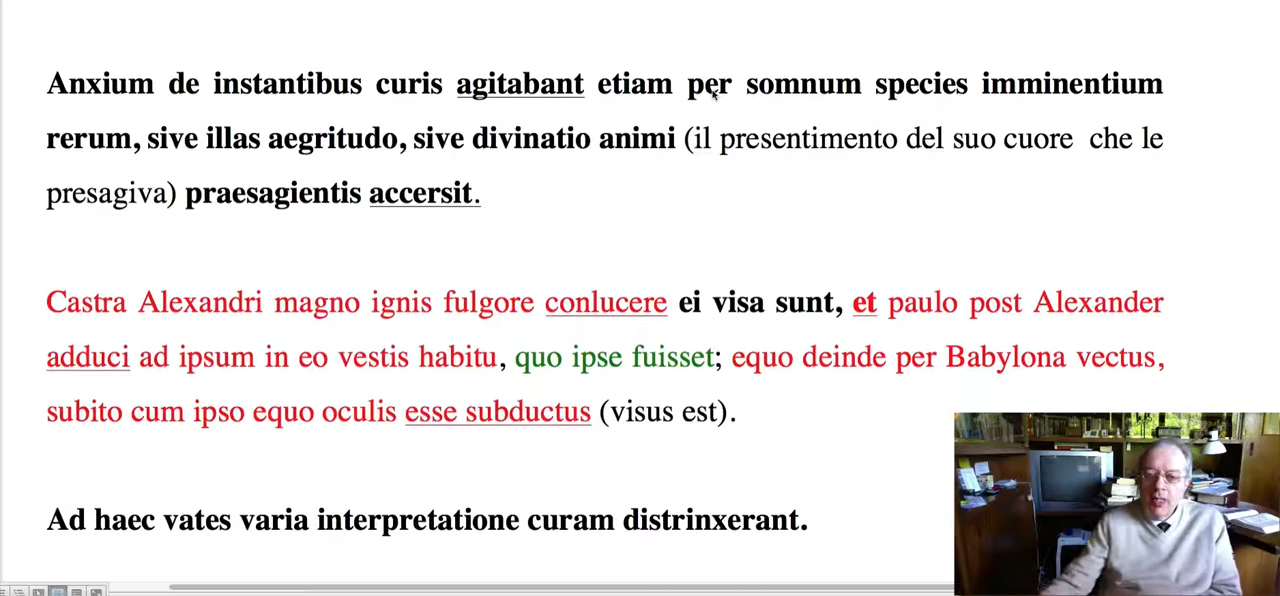 Anxium de instantibus curis agitabant etiam per somnum species imminentium
rerum, sive illas aegritudo, sive divinatio animi (il presentimento del suo cuore che le
presagiva) praesagientis accersit.
Castra Alexandri magno ignis fulgore conlucere ei visa sunt, et paulo post Alexander
adduci ad ipsum in eo vestis habitu, quo ipse fuisset; equo deinde per Babylona vectus,
subito cum ipso equo oculis esse subductus (visus est).
Ad haec vates varia interpretatione curam distrinxerant.